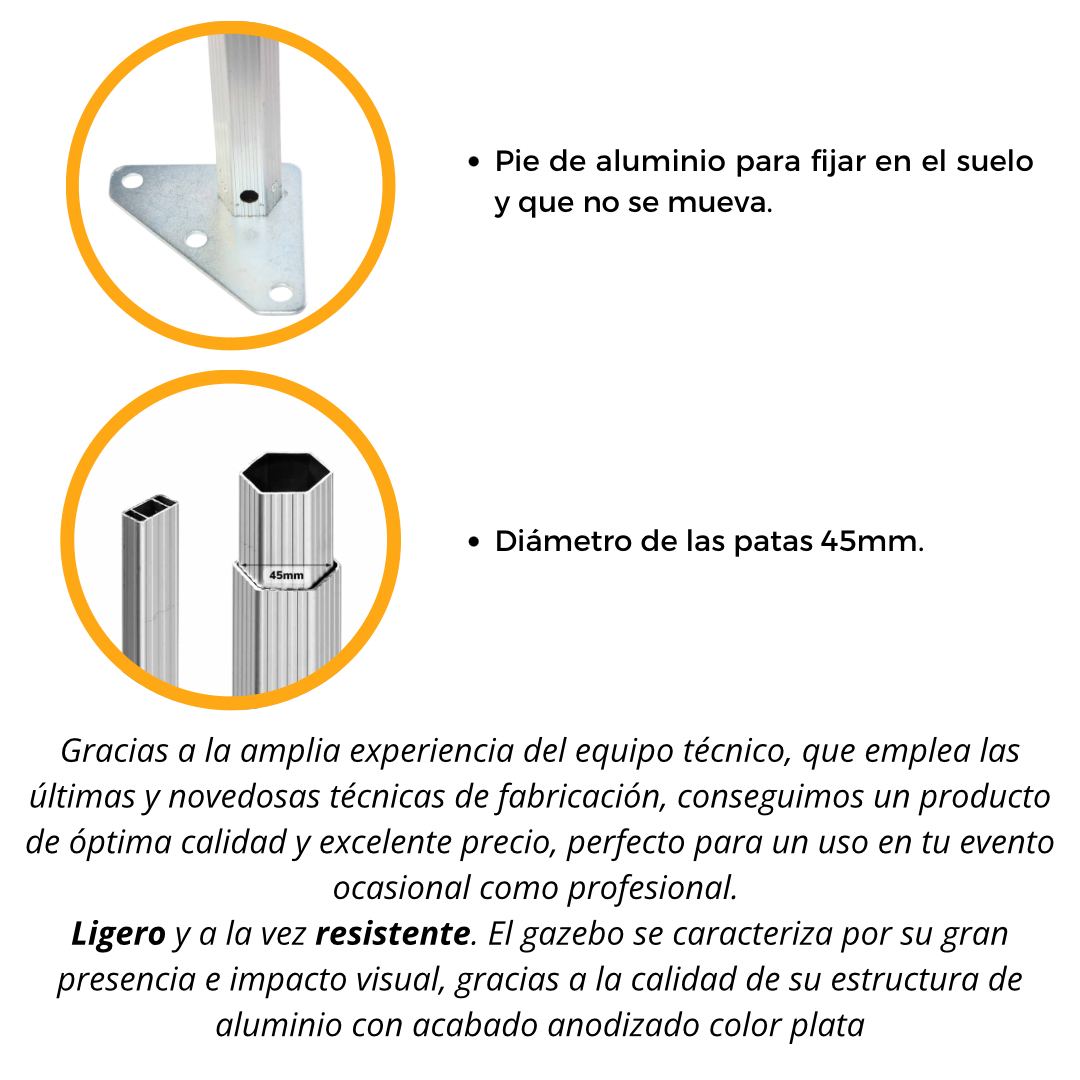 • Pie de aluminio para fijar en el suelo
y que no se mueva.
45mm
• Diámetro de las patas 45mm.
Gracias a la amplia experiencia del equipo técnico, que emplea las
últimas y novedosas técnicas de fabricación, conseguimos un producto
de óptima calidad y excelente precio, perfecto para un uso en tu evento
ocasional como profesional.
Ligero y a la vez resistente. El gazebo se caracteriza por su gran
presencia e impacto visual, gracias a la calidad de su estructura de
aluminio con acabado anodizado color plata